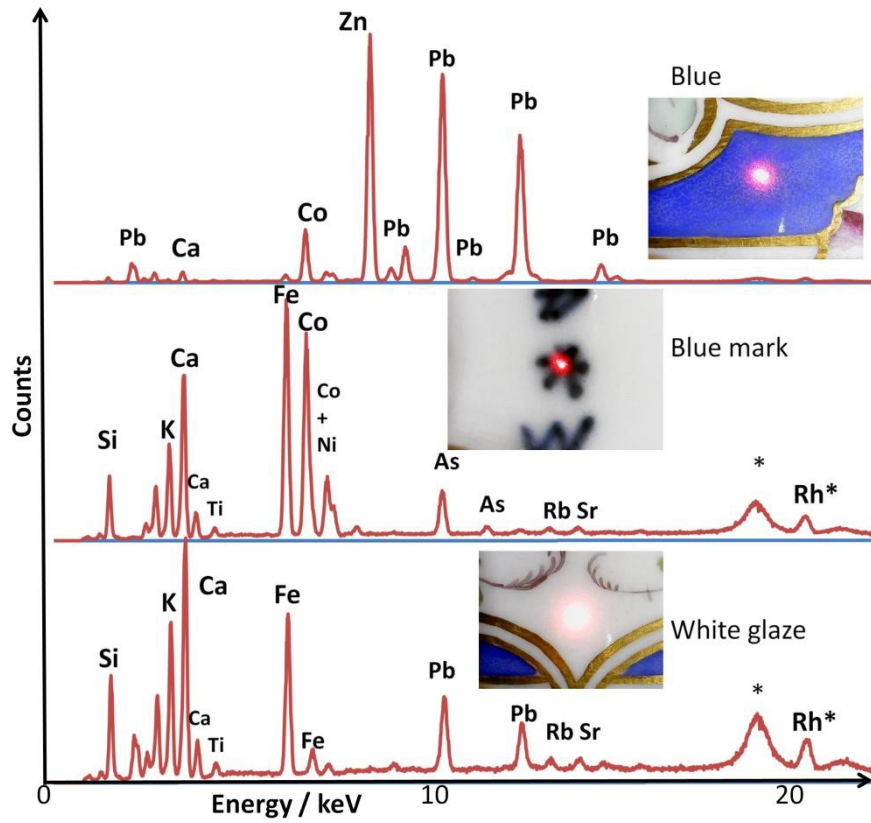 Zn
Pb
Pb
Blue
Pb
Ca
Co
Pb
Pb
Pb
Fe
Co
Blue mark
Ca
Co
+
Ni
Si
K
Ca
Ti
As
As
Rb Sr
*
Rh*
Ca
K
Fe
White glaze
Si
Ca
Ti
Fe
Pb
Pb
Rb Sr
*
Rh*
Counts
0
Energy / keV
10
20